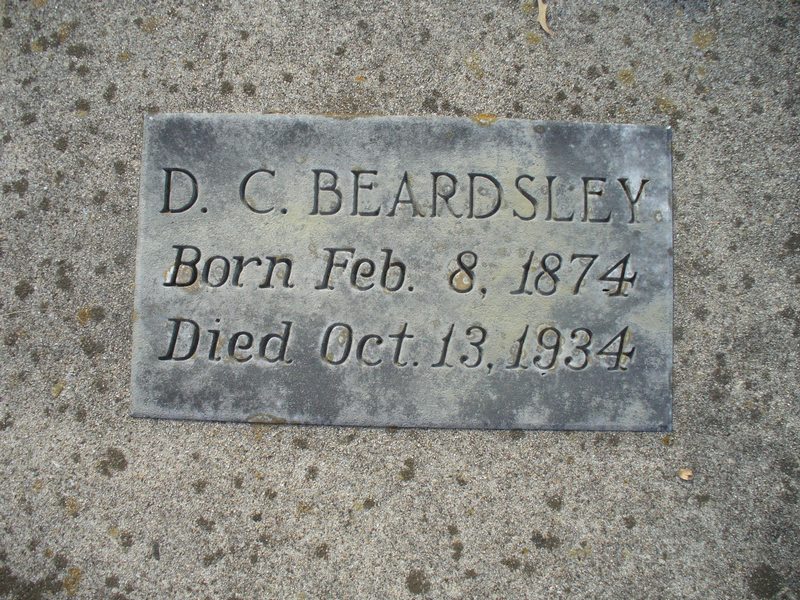 D. C. BEARDSLEY
Born Feb. 8, 1874
Died Oct. 13, 1934